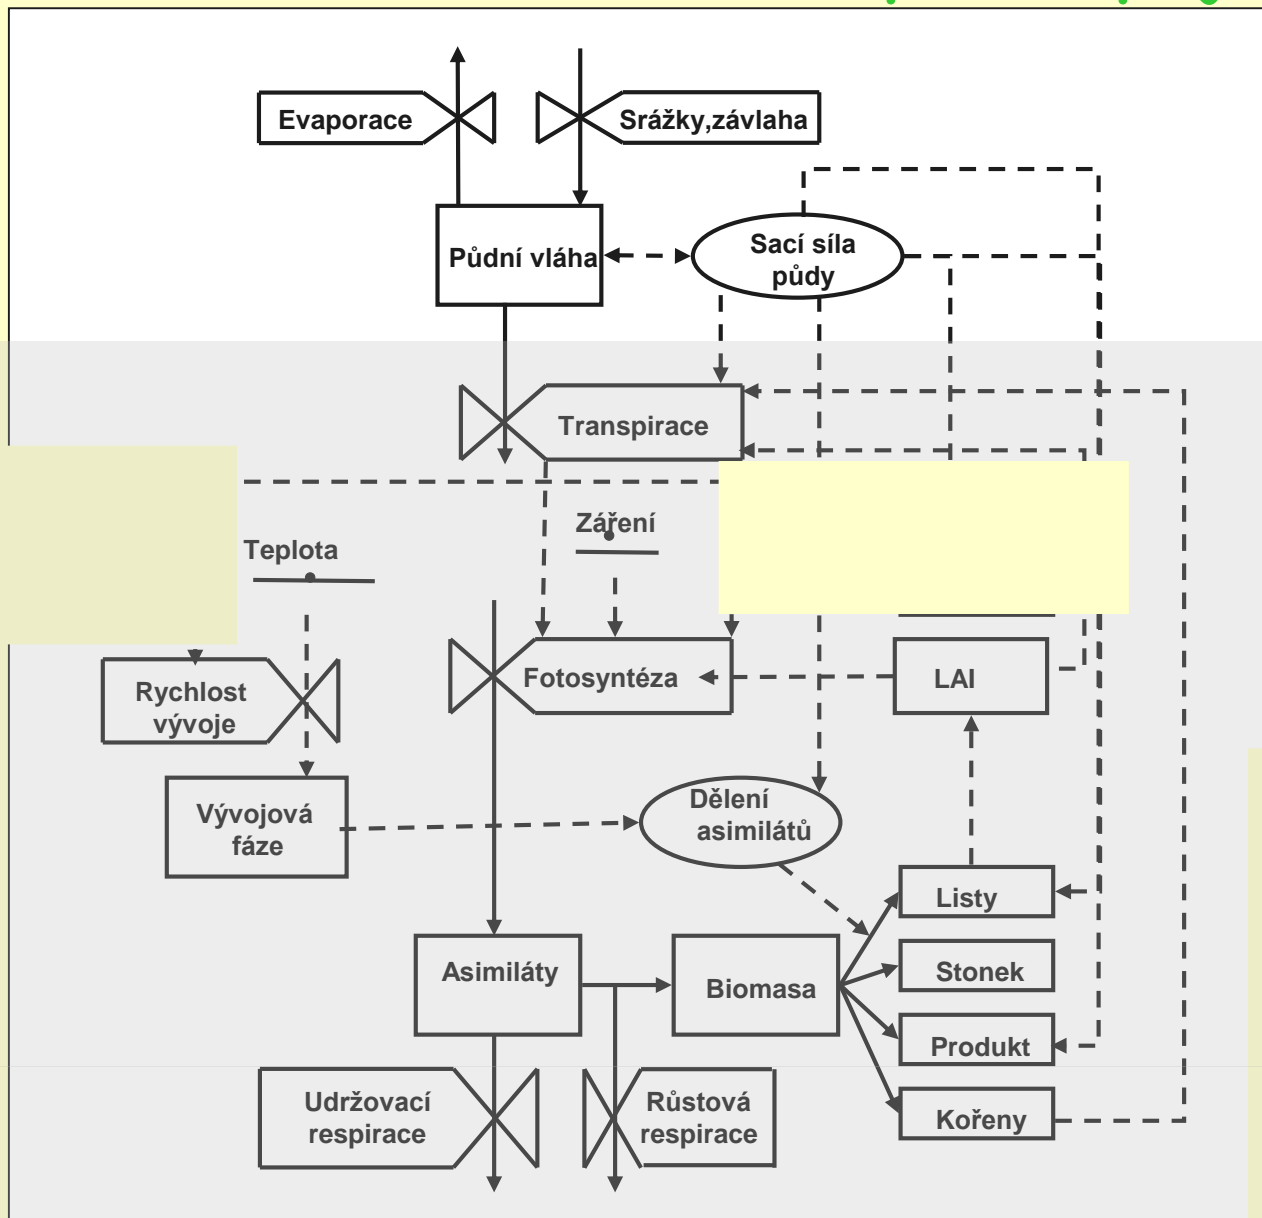 Evaporace
Srážky,závlaha
Půdní vláha
Sací síla
půdy
Transpirace
Záření
Teplota
Rychlost
vývoje
Fotosyntéza
LAI
Vývojová
fáze
Dělení
asimilátů
Listy
Asimiláty
Biomasa
Stonek
Produkt
Kořeny
Udržovací
respirace
Růstová
respirace